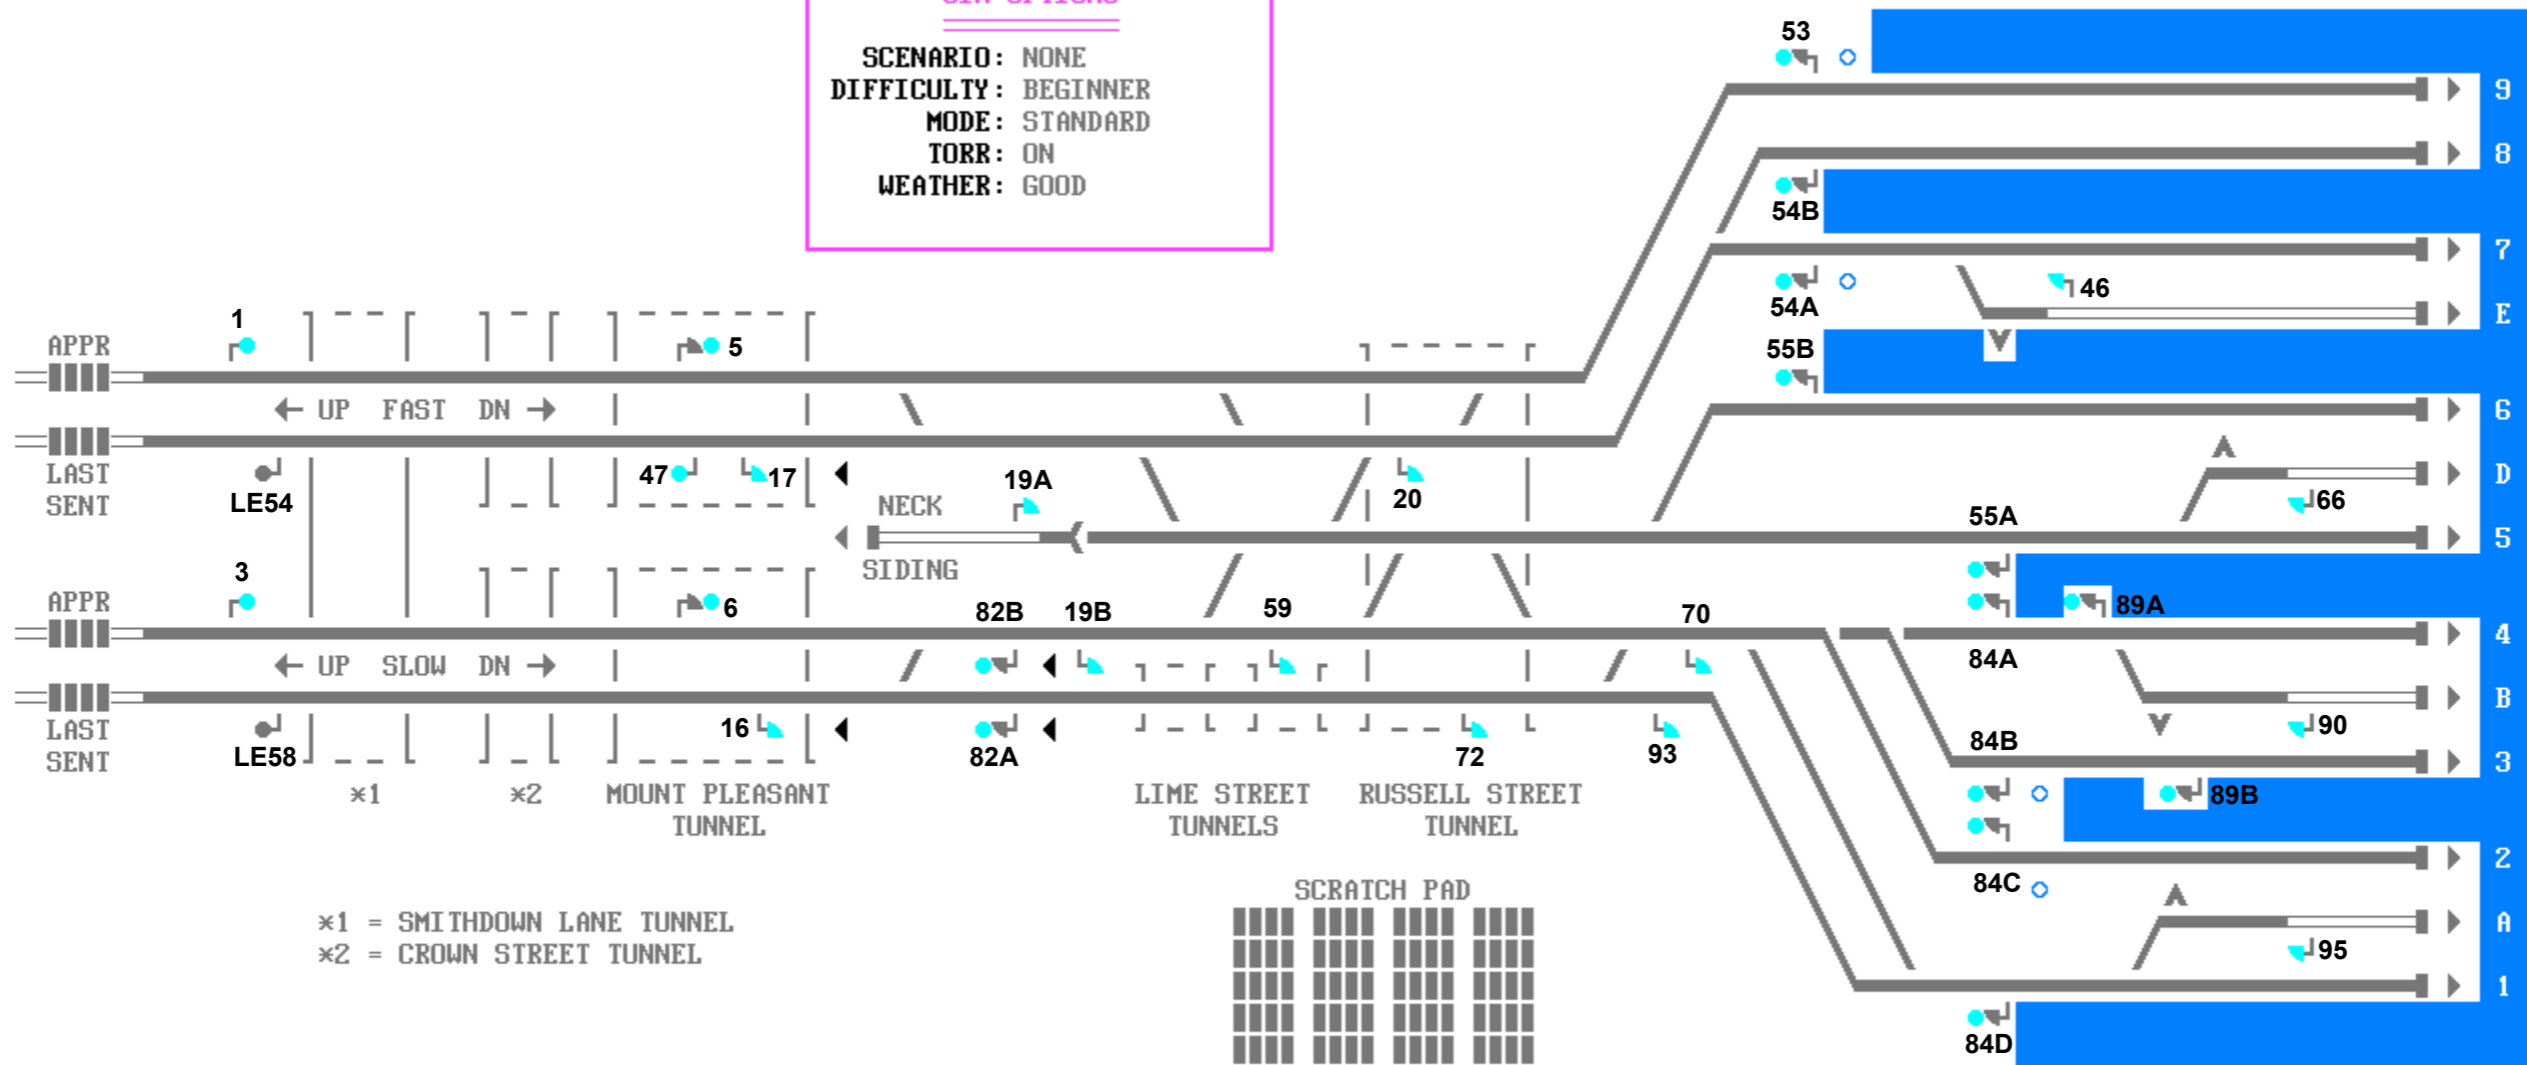 SIM OPTIONS
SCENARIO: NONE
DIFFICULTY: BEGINNER
MODE: STANDARD
TORR: ON
WEATHER: GOOD
53
9
8
54B
7
54A
46
E
55B
6
1
APPR
5
← UP FAST DN →
LAST
SENT
LE54
47
17
19A
20
NECK
SIDING
D
66
55A
5
3
APPR
6
82B
19B
59
70
89A
4
84A
← UP SLOW DN →
B
LAST
SENT
LE58
16
82A
72
93
90
84B
3
*1
*2
MOUNT PLEASANT
TUNNEL
LIME STREET
TUNNELS
RUSSELL STREET
TUNNEL
89B
2
84C
SCRATCH PAD
*1 = SMITHDOWN LANE TUNNEL
*2 = CROWN STREET TUNNEL
A
95
1
84D